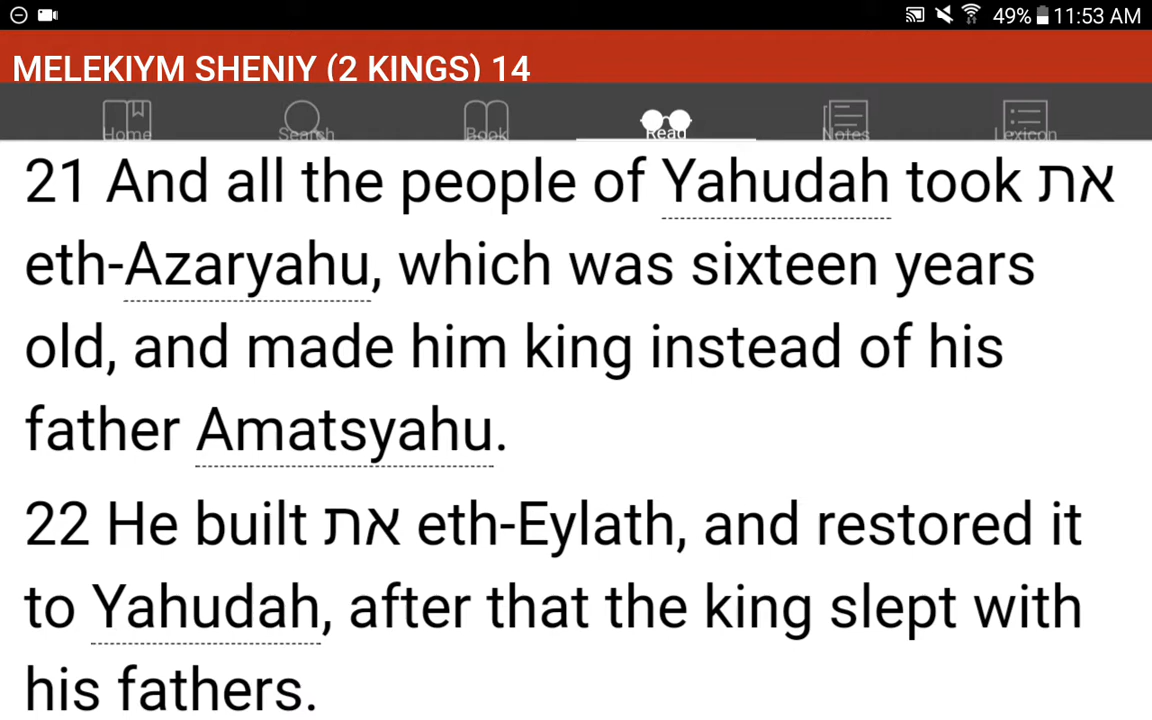 49% 11:53 AM
MELEKIYM SHENIY (2 KINGS) 14
Home Search Book Read Notes Lexicon
21 And all the people of Yahudah took את
eth-Azaryahu, which was sixteen years
old, and made him king instead of his
father Amatsyahu.
22 He built את eth-Eylath, and restored it
to Yahudah, after that the king slept with
his fathers.